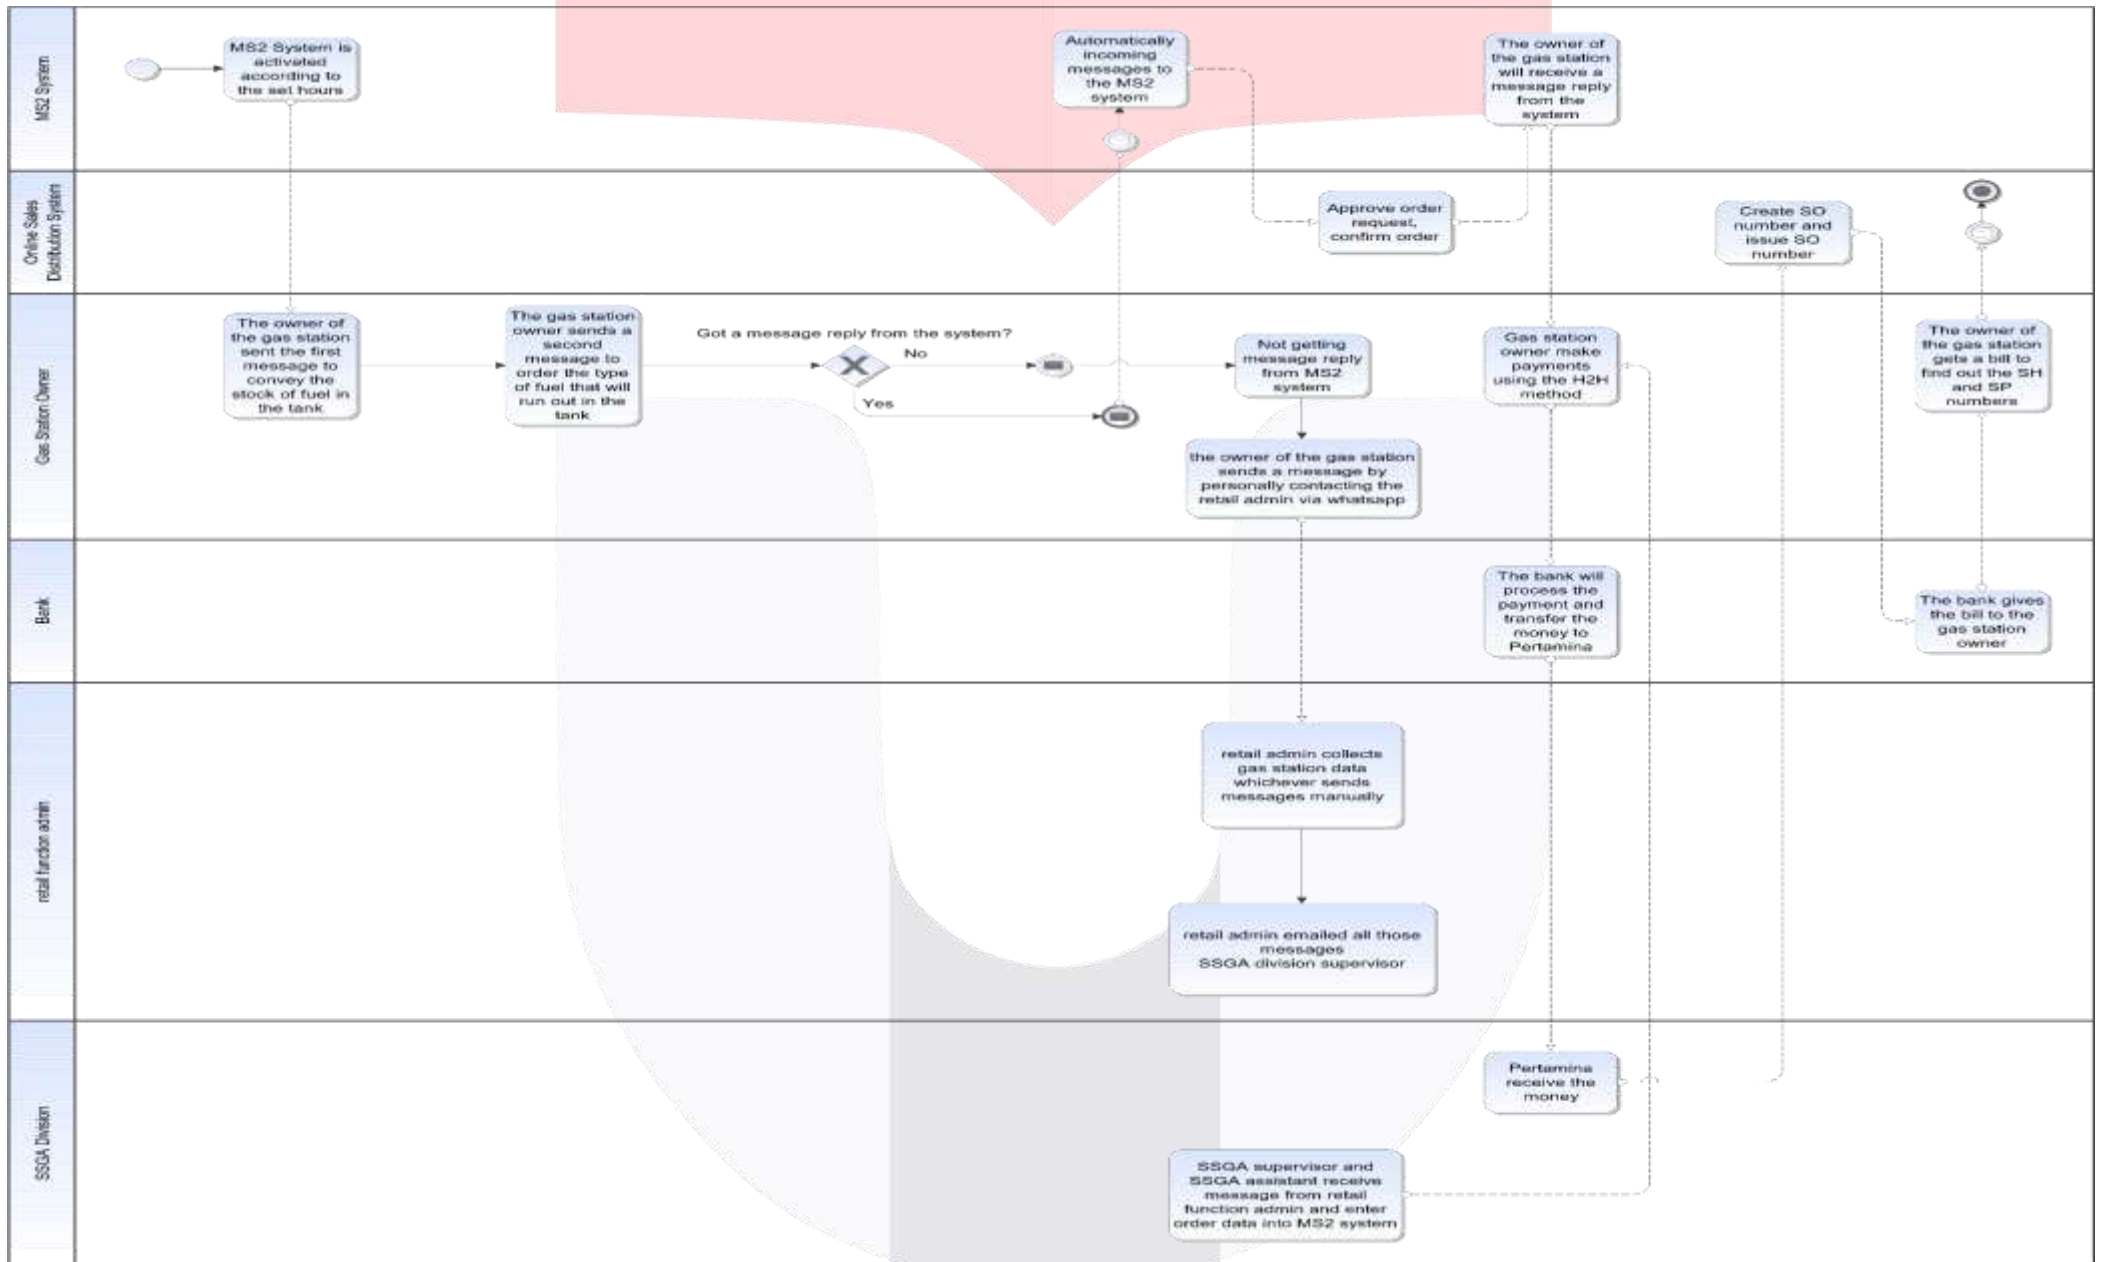 MS2 System
MS2 System is
activated
according to
the set hours
Automatically
incoming
messages to
the MS2
system
The owner of
the gas station
will receive a
message reply
from the
system
Online Sales
Distribution System
Approve order
request,
confirm order
Create SO
number and
issue SO
number
Gas Station Owner
The owner of
the gas station
sent the first
message to
convey the
stock of fuel in
the tank
The gas station
owner sends a
second
message to
order the type
of fuel that will
run out in the
tank
Got a message reply from the system?
No
Yes
Not getting
message reply
from MS2
system
the owner of the gas station
sends a message by
personally contacting the
retail admin via whatsapp
Gas station
owner make
payments
using the H2H
method
The owner of
the gas station
gets a bill to
find out the SH
and SP
numbers
Bank
The bank will
process the
payment and
transfer the
money to
Pertamina
The bank gives
the bill to the
gas station
owner
retail function admin
retail admin collects
gas station data
whichever sends
messages manually
retail admin emailed all those
messages
SSGA division supervisor
SSGA Division
Pertamina
receive the
money
SSGA supervisor and
SSGA assistant receive
message from retail
function admin and enter
order data into MS2 system